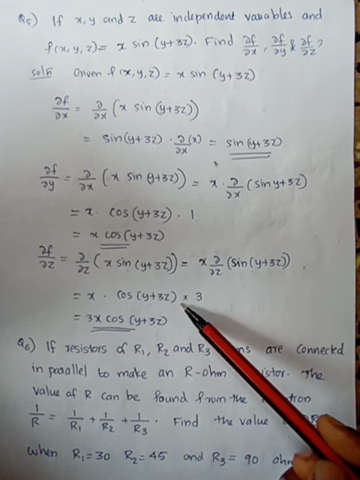 Q5) If x, y and z are independent variables and
f(x, y, z) = x sin (y+3z). Find ∂f/∂x, ∂f/∂y & ∂f/∂z?
soln Given f(x, y, z) = x sin (y+3z)
∂f/∂x = ∂/∂x (x sin (y+3z))
= sin(y+3z) · ∂(x)/∂x = sin(y+3z)
∂f/∂y = ∂/∂x (x sin (y+3z)) = x · ∂/∂x (sin y+3z)
= x · cos (y+3z) · 1
= x cos (y+3z)
∂f/∂z = ∂/∂z (x sin (y+3z)) = x ∂/∂z (sin(y+3z))
= x · cos (y+3z) × 3
= 3x cos (y+3z)
Q6) If resistors of R1, R2 and R3 are connected
in parallel to make an R-ohm The
value of R can be found from the
1/R = 1/R1 + 1/R2 + 1/R3 . Find the value
when R1=30 R2=45 and R3= 90